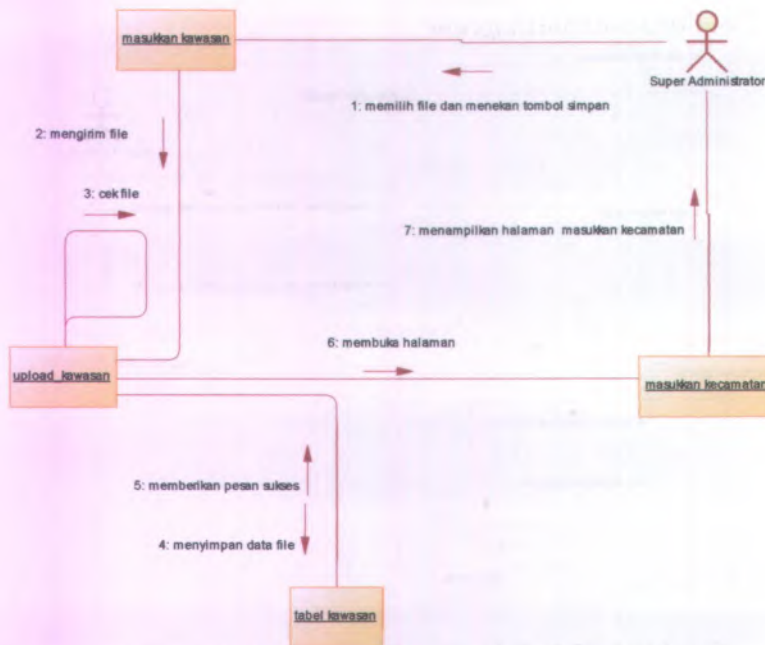 masukkan kawasan
Super Administrator
1: memilih file dan menekan tombol simpan
2: mengirim file
3: cek file
7: menampilkan halaman masukkan kecamatan
6: membuka halaman
upload_kawasan
masukkan kecamatan
5: memberikan pesan sukses
4: menyimpan data file
tabel kawasan